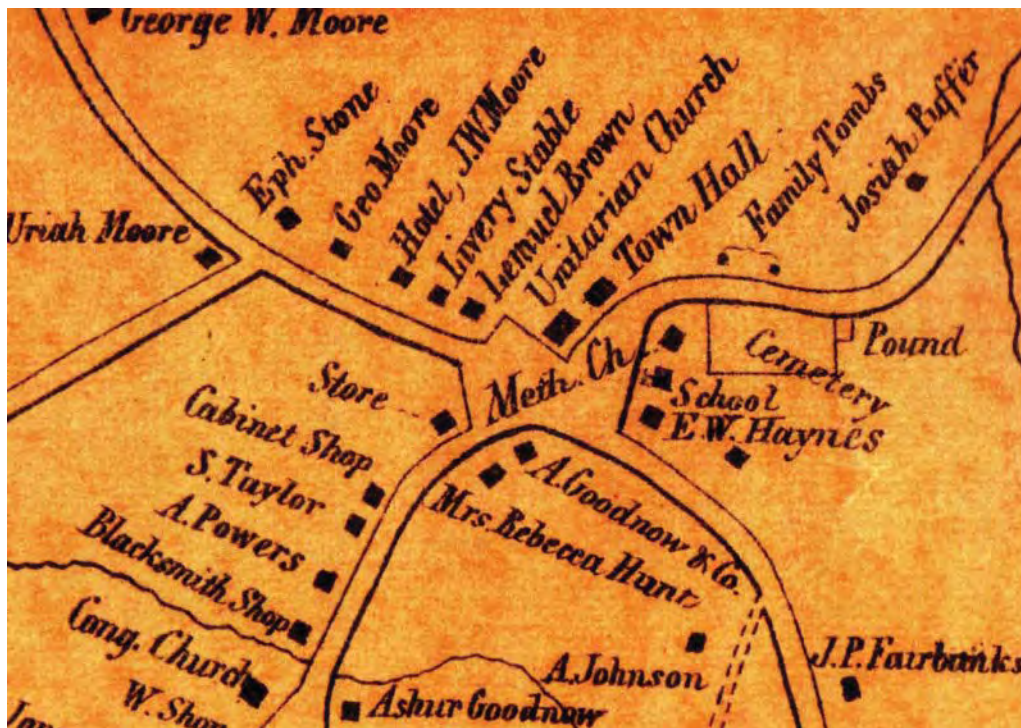 George W. Moore
Eph. Stone
Geo. Moore
Hotel, J.W. Moore
Livery Stable
Lemuel Brown
Unitarian Church
Town Hall
Family Tombs
Josiah Puffer
Uriah Moore
Store
Meth. Ch.
Cemetery
Pound
School
E. W. Haynes
Cabinet Shop
S. Taylor
A. Powers
Blacksmith Shop
Cong. Church
W. Shop
A. Goodnow & Co.
Mrs. Rebecca Hunt
A. Johnson
J. P. Fairbanks
Ashur Goodnow